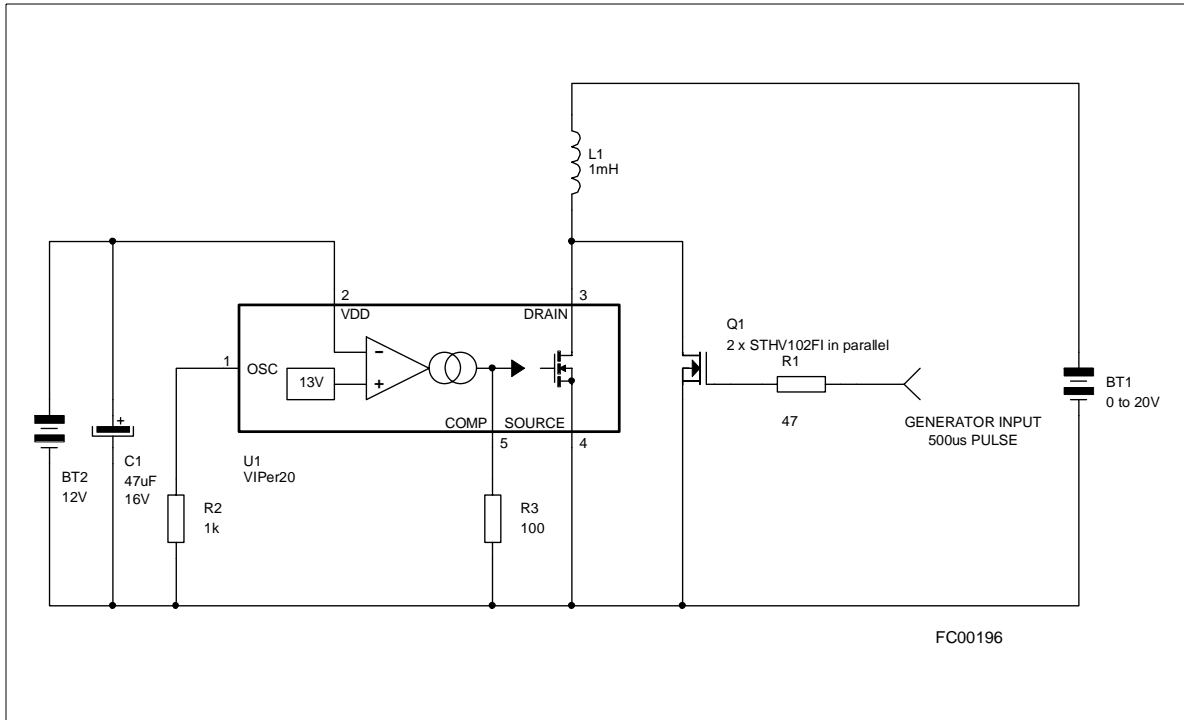 L1
1mH
2
VDD
3
DRAIN
1
OSC
-
+
13V
COMP
SOURCE
5
4
U1
VIPer20
Q1
2 x STHV102FI in parallel
R1
47
GENERATOR INPUT
500us PULSE
BT1
0 to 20V
BT2
12V
+
C1
47uF
16V
R2
1k
R3
100
FC00196